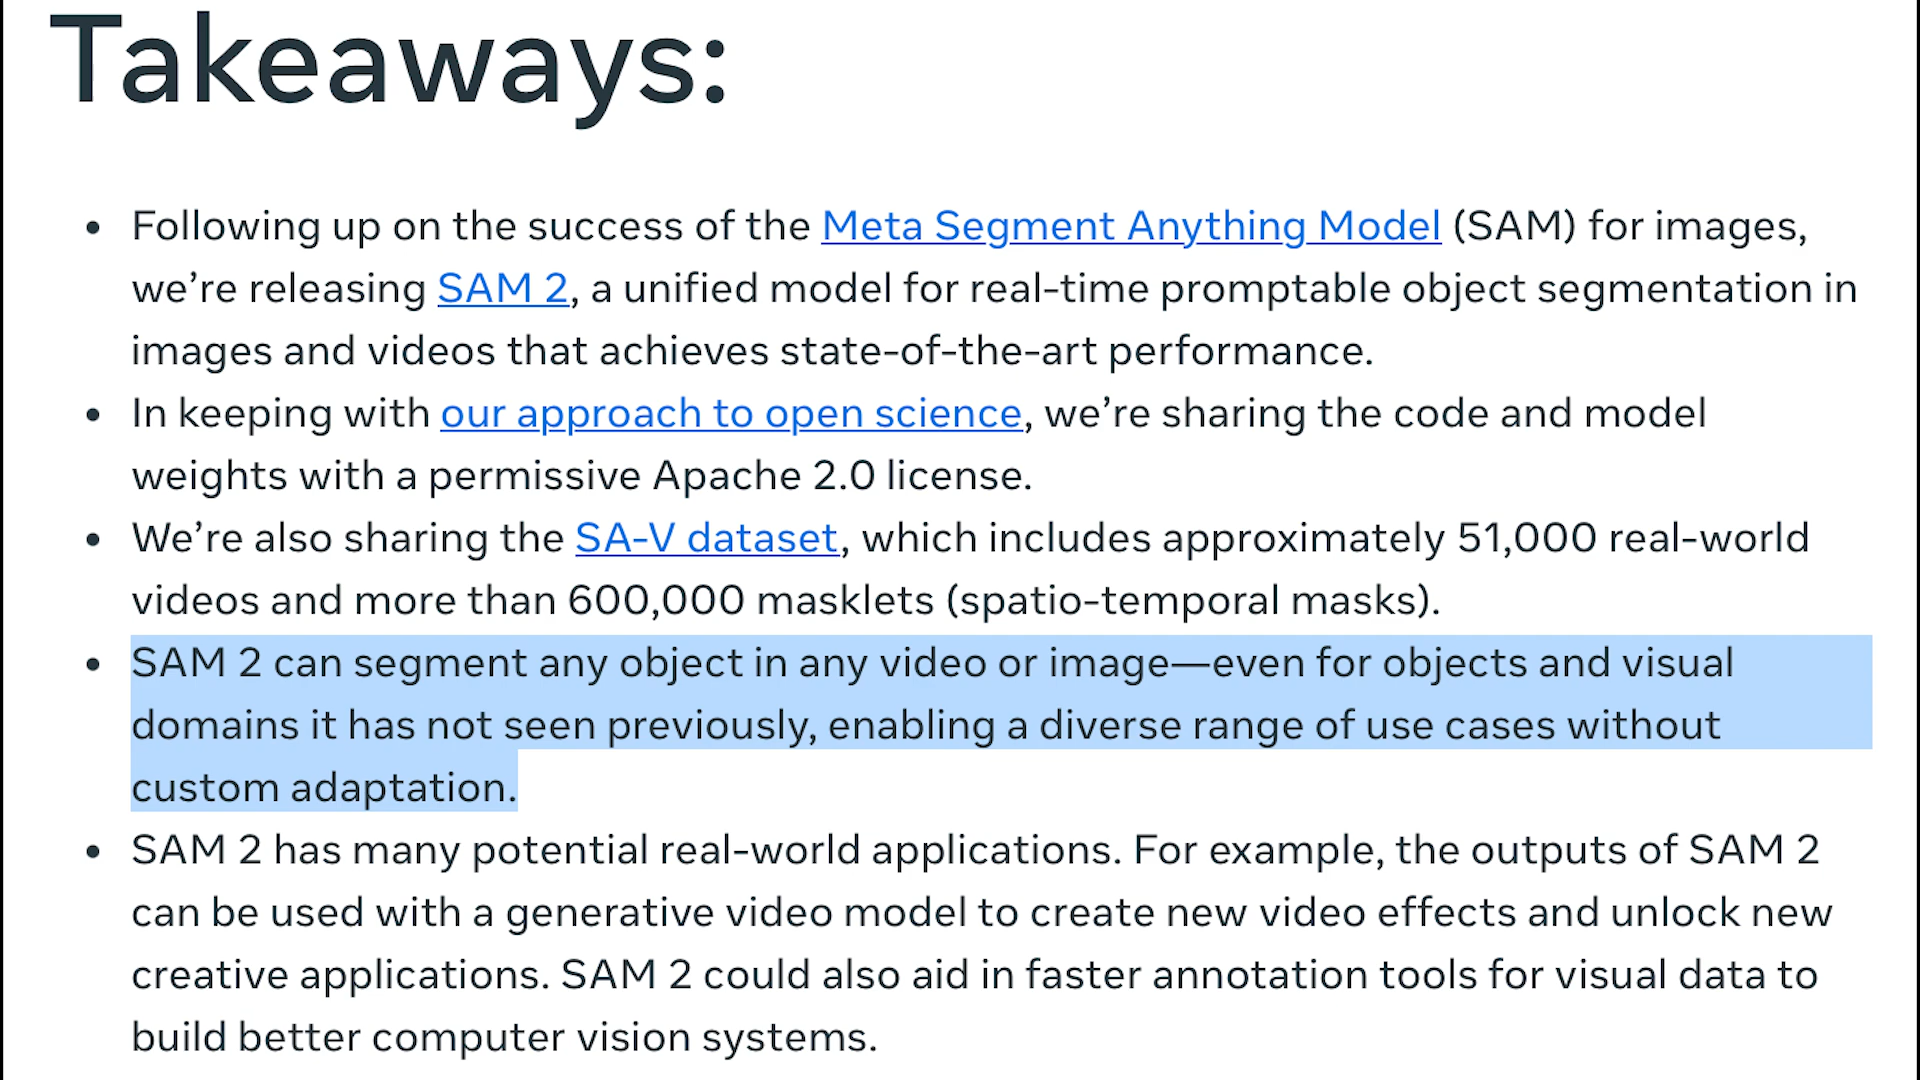 Takeaways:
Following up on the success of the Meta Segment Anything Model (SAM) for images,
we’re releasing SAM 2, a unified model for real-time promptable object segmentation in
images and videos that achieves state-of-the-art performance.
In keeping with our approach to open science, we’re sharing the code and model
weights with a permissive Apache 2.0 license.
We’re also sharing the SA-V dataset, which includes approximately 51,000 real-world
videos and more than 600,000 masklets (spatio-temporal masks).
SAM 2 can segment any object in any video or image—even for objects and visual
domains it has not seen previously, enabling a diverse range of use cases without
custom adaptation.
SAM 2 has many potential real-world applications. For example, the outputs of SAM 2
can be used with a generative video model to create new video effects and unlock new
creative applications. SAM 2 could also aid in faster annotation tools for visual data to
build better computer vision systems.